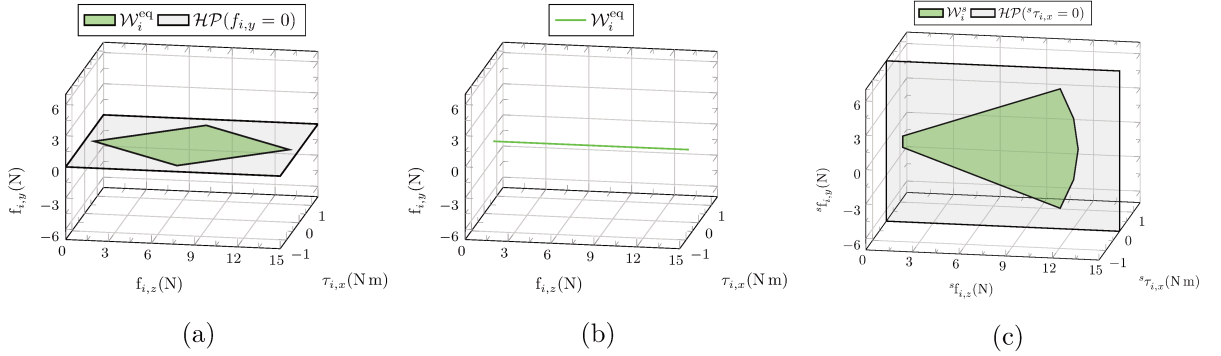 𝒲ᵢᵉᑫ ℋ𝒫(fᵢ,y = 0)
6
3
0
−3
−6
fᵢ,y(N)
0 3 6 9 12 15
fᵢ,z(N)
−1 0 1
τᵢ,x(N m)
(a)
𝒲ᵢᵉᑫ
6
3
0
−3
−6
fᵢ,y(N)
0 3 6 9 12 15
fᵢ,z(N)
−1 0 1
τᵢ,x(N m)
(b)
𝒲ᵢˢ ℋ𝒫(ˢτᵢ,x = 0)
6
3
0
−3
−6
ˢfᵢ,y(N)
0 3 6 9 12 15
ˢfᵢ,z(N)
−1 0 1
ˢτᵢ,x(N m)
(c)